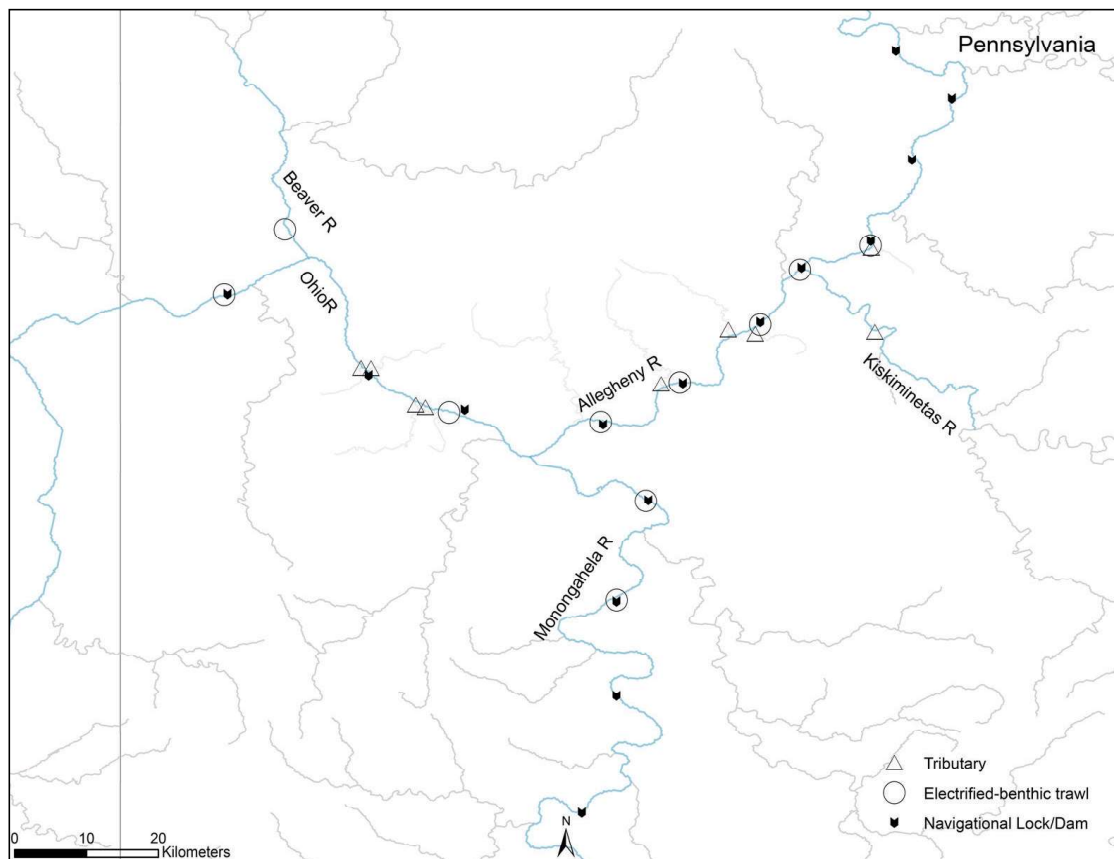 Pennsylvania
Beaver R
OhioR
Allegheny R
Kiskiminetas R
Monongahela R
Tributary
Electrified-benthic trawl
Navigational Lock/Dam
N
0 10 20
Kilometers